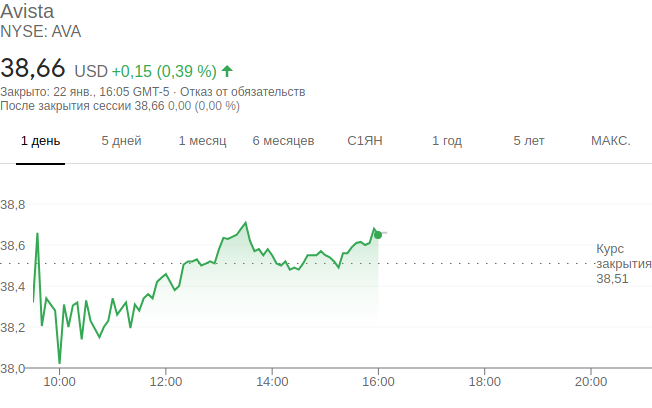 Avista
NYSE: AVA
38,66 USD +0,15 (0,39 %)
Закрыто: 22 янв., 16:05 GMT-5 · Отказ от обязательств
После закрытия сессии 38,66 0,00 (0,00 %)
1 день 5 дней 1 месяц 6 месяцев С1ЯН 1 год 5 лет МАКС.
38,8
38,6
Курс
закрытия
38,51
38,4
38,2
38,0
10:00 12:00 14:00 16:00 18:00 20:00